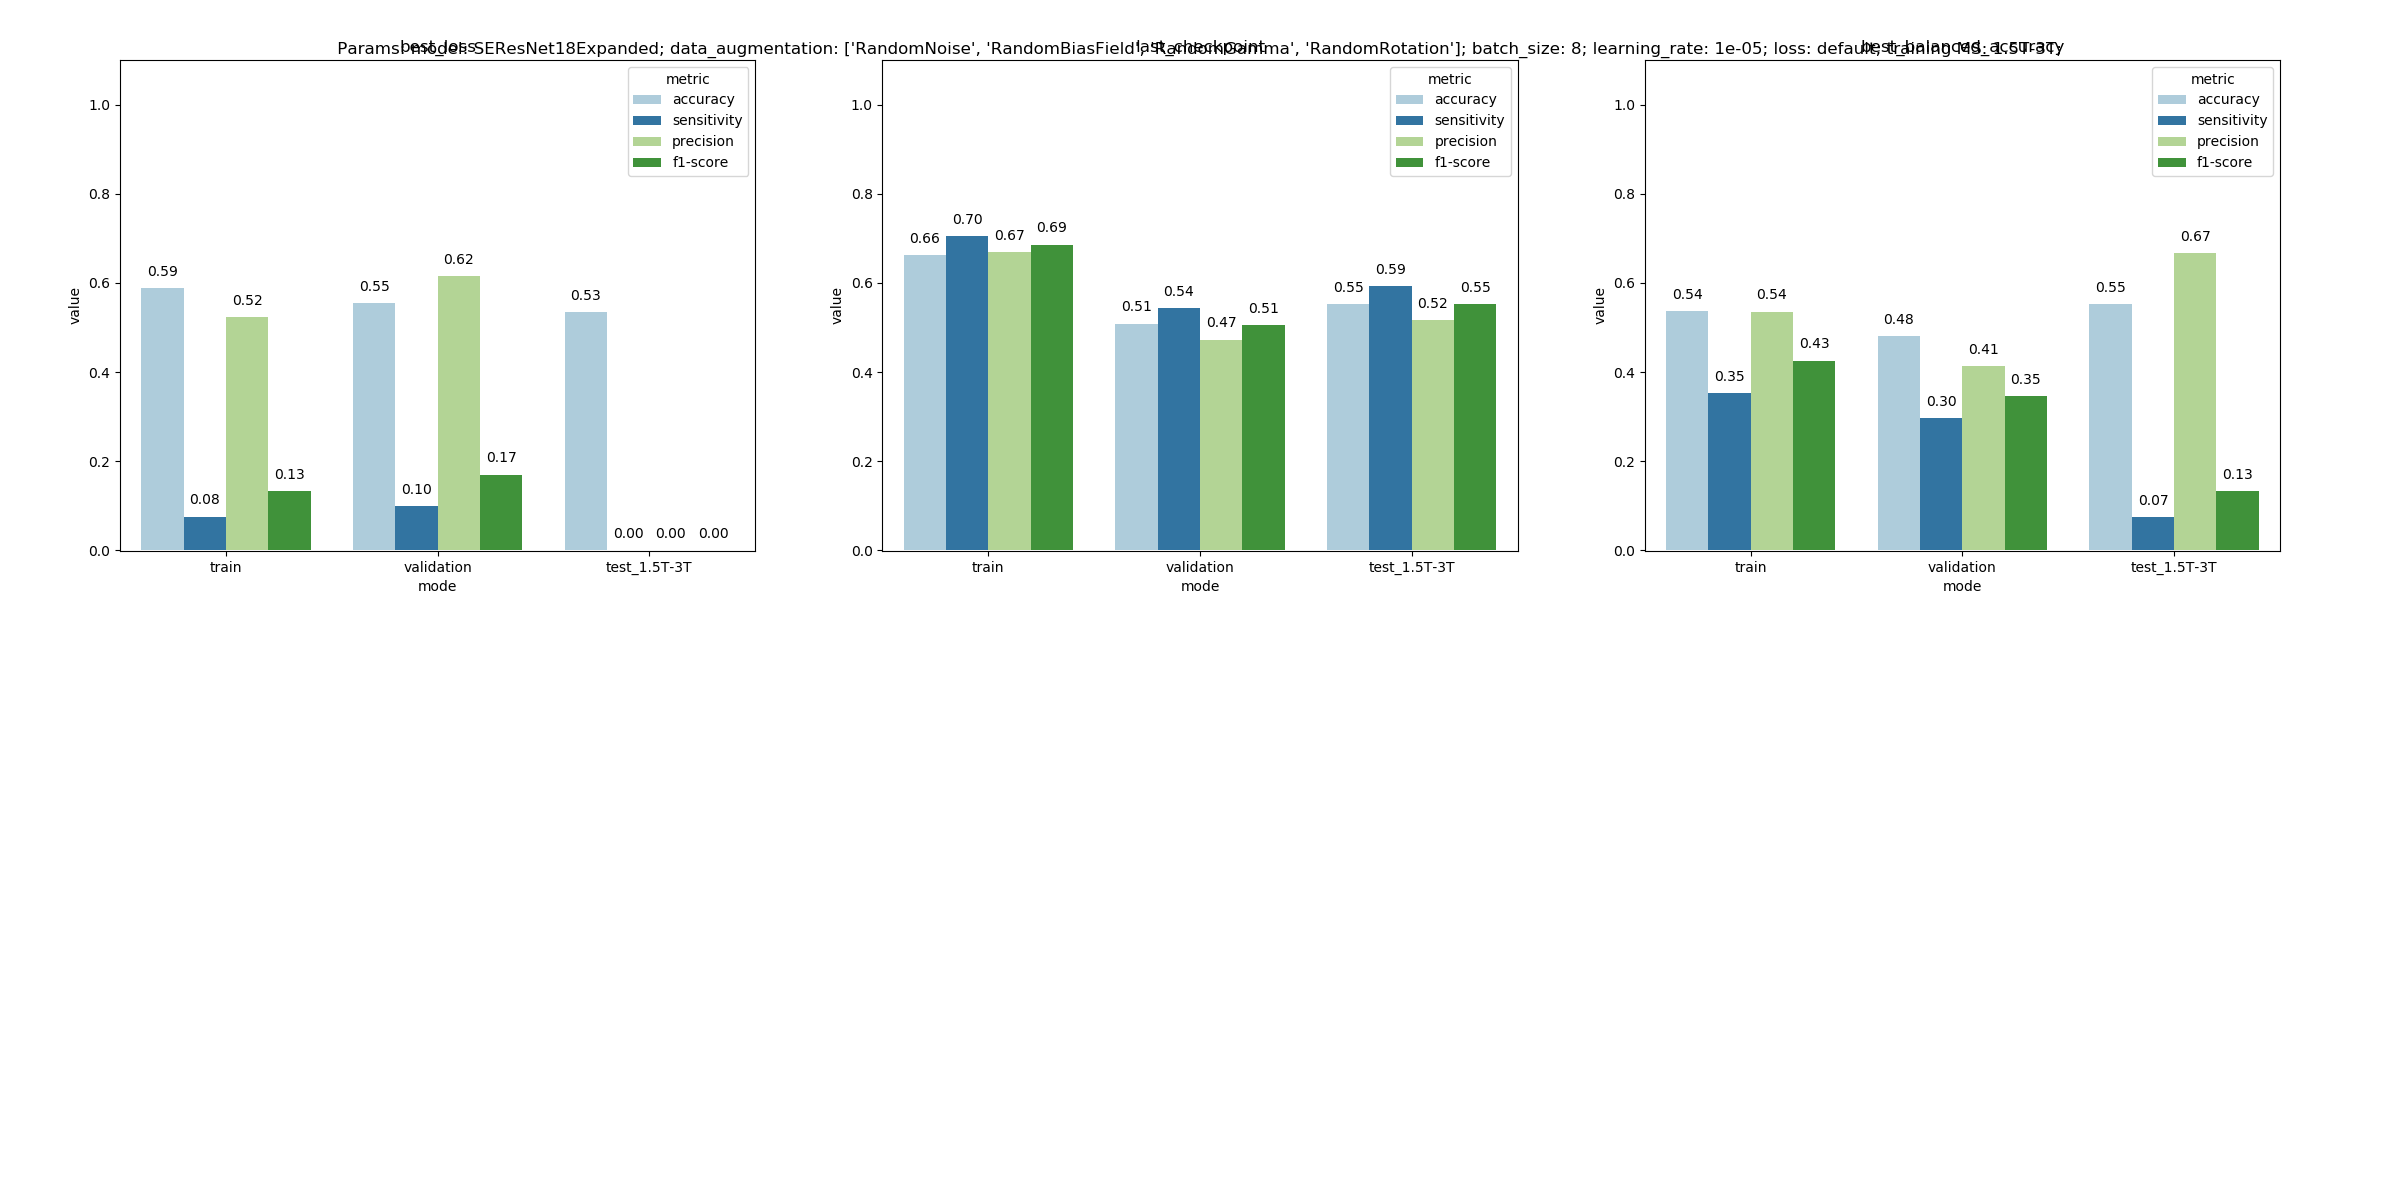 best_loss
last_checkpoint
best_balanced_accuracy
Params: model: SEResNet18Expanded; data_augmentation: ['RandomNoise', 'RandomBiasField', 'RandomGamma', 'RandomRotation']; batch_size: 8; learning_rate: 1e-05; loss: default; training MS: 1.5T-3T;
metric
accuracy
sensitivity
precision
f1-score
value
1.0
0.8
0.6
0.4
0.2
0.0
0.59
0.08
0.52
0.13
0.55
0.10
0.62
0.17
0.53
0.00 0.00 0.00
train validation test_1.5T-3T
mode
metric
accuracy
sensitivity
precision
f1-score
value
1.0
0.8
0.6
0.4
0.2
0.0
0.66
0.70
0.67
0.69
0.51
0.54
0.47
0.51
0.55
0.59
0.52
0.55
train validation test_1.5T-3T
mode
metric
accuracy
sensitivity
precision
f1-score
value
1.0
0.8
0.6
0.4
0.2
0.0
0.54
0.35
0.54
0.43
0.48
0.30
0.41
0.35
0.55
0.07
0.67
0.13
train validation test_1.5T-3T
mode